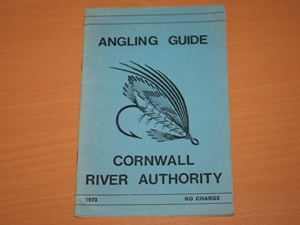 ANGLING GUIDE
CORNWALL
RIVER AUTHORITY
1973 NO CHARGE